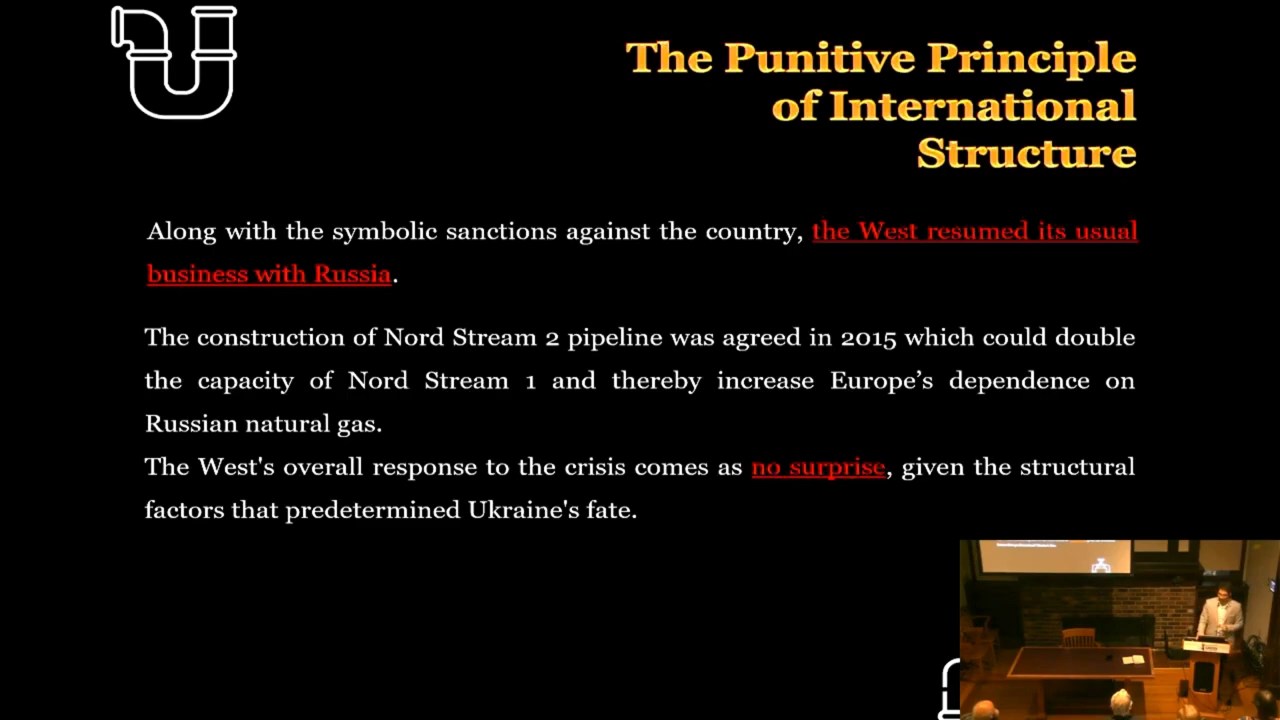 The Punitive Principle
of International
Structure
Along with the symbolic sanctions against the country, the West resumed its usual
business with Russia.
The construction of Nord Stream 2 pipeline was agreed in 2015 which could double
the capacity of Nord Stream 1 and thereby increase Europe’s dependence on
Russian natural gas.
The West's overall response to the crisis comes as no surprise, given the structural
factors that predetermined Ukraine's fate.